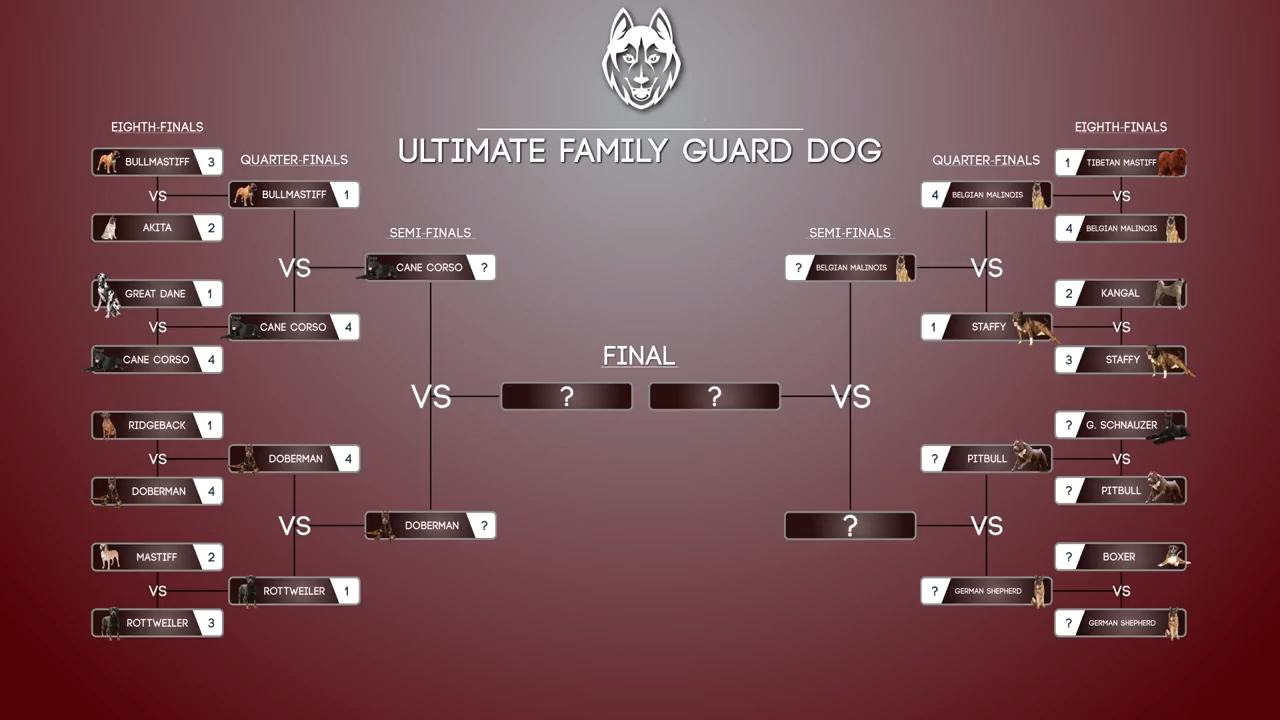 ULTIMATE FAMILY GUARD DOG
EIGHTH-FINALS
BULLMASTIFF 3
VS
AKITA 2
GREAT DANE 1
VS
CANE CORSO 4
RIDGEBACK 1
VS
DOBERMAN 4
MASTIFF 2
VS
ROTTWEILER 3
QUARTER-FINALS
BULLMASTIFF 1
VS
CANE CORSO 4
DOBERMAN 4
VS
ROTTWEILER 1
SEMI-FINALS
CANE CORSO ?
VS
DOBERMAN ?
FINAL
?
?
SEMI-FINALS
? BELGIAN MALINOIS
VS
?
QUARTER-FINALS
4 BELGIAN MALINOIS
VS
1 STAFFY
? PITBULL
VS
? GERMAN SHEPHERD
EIGHTH-FINALS
1 TIBETAN MASTIFF
VS
4 BELGIAN MALINOIS
2 KANGAL
VS
3 STAFFY
? G. SCHNAUZER
VS
? PITBULL
? BOXER
VS
? GERMAN SHEPHERD